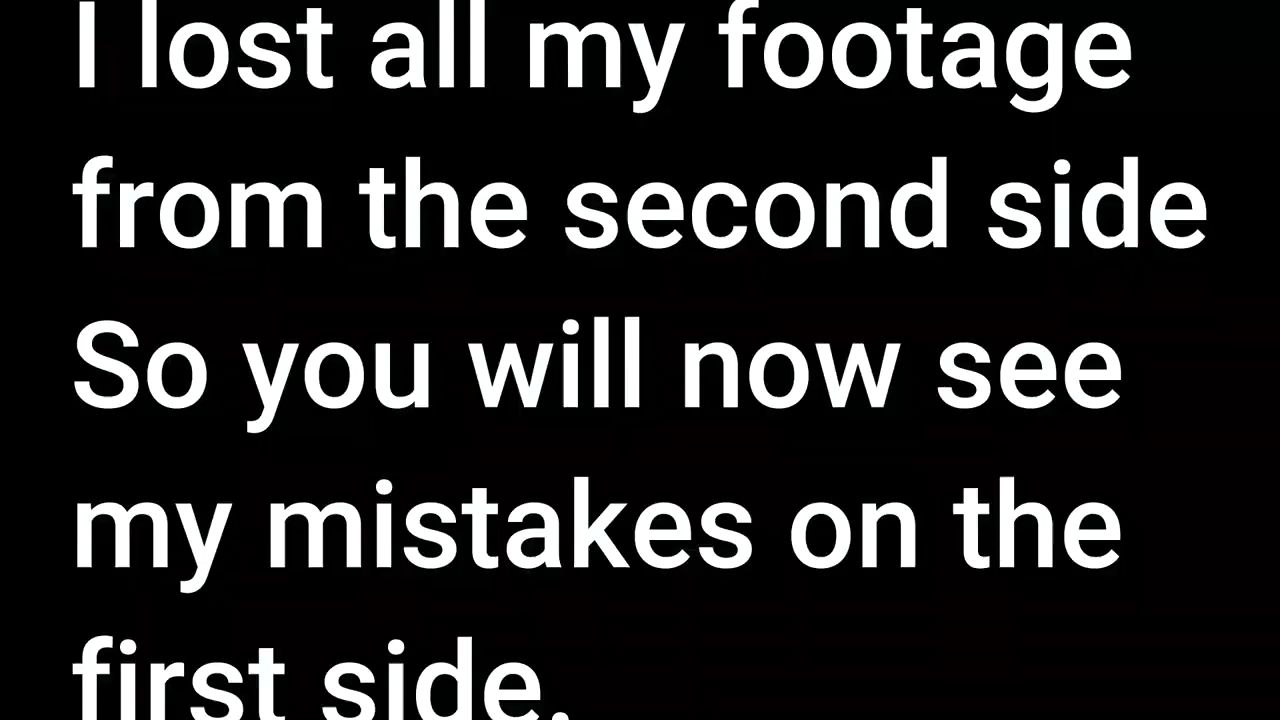 I lost all my footage
from the second side
So you will now see
my mistakes on the
first side.